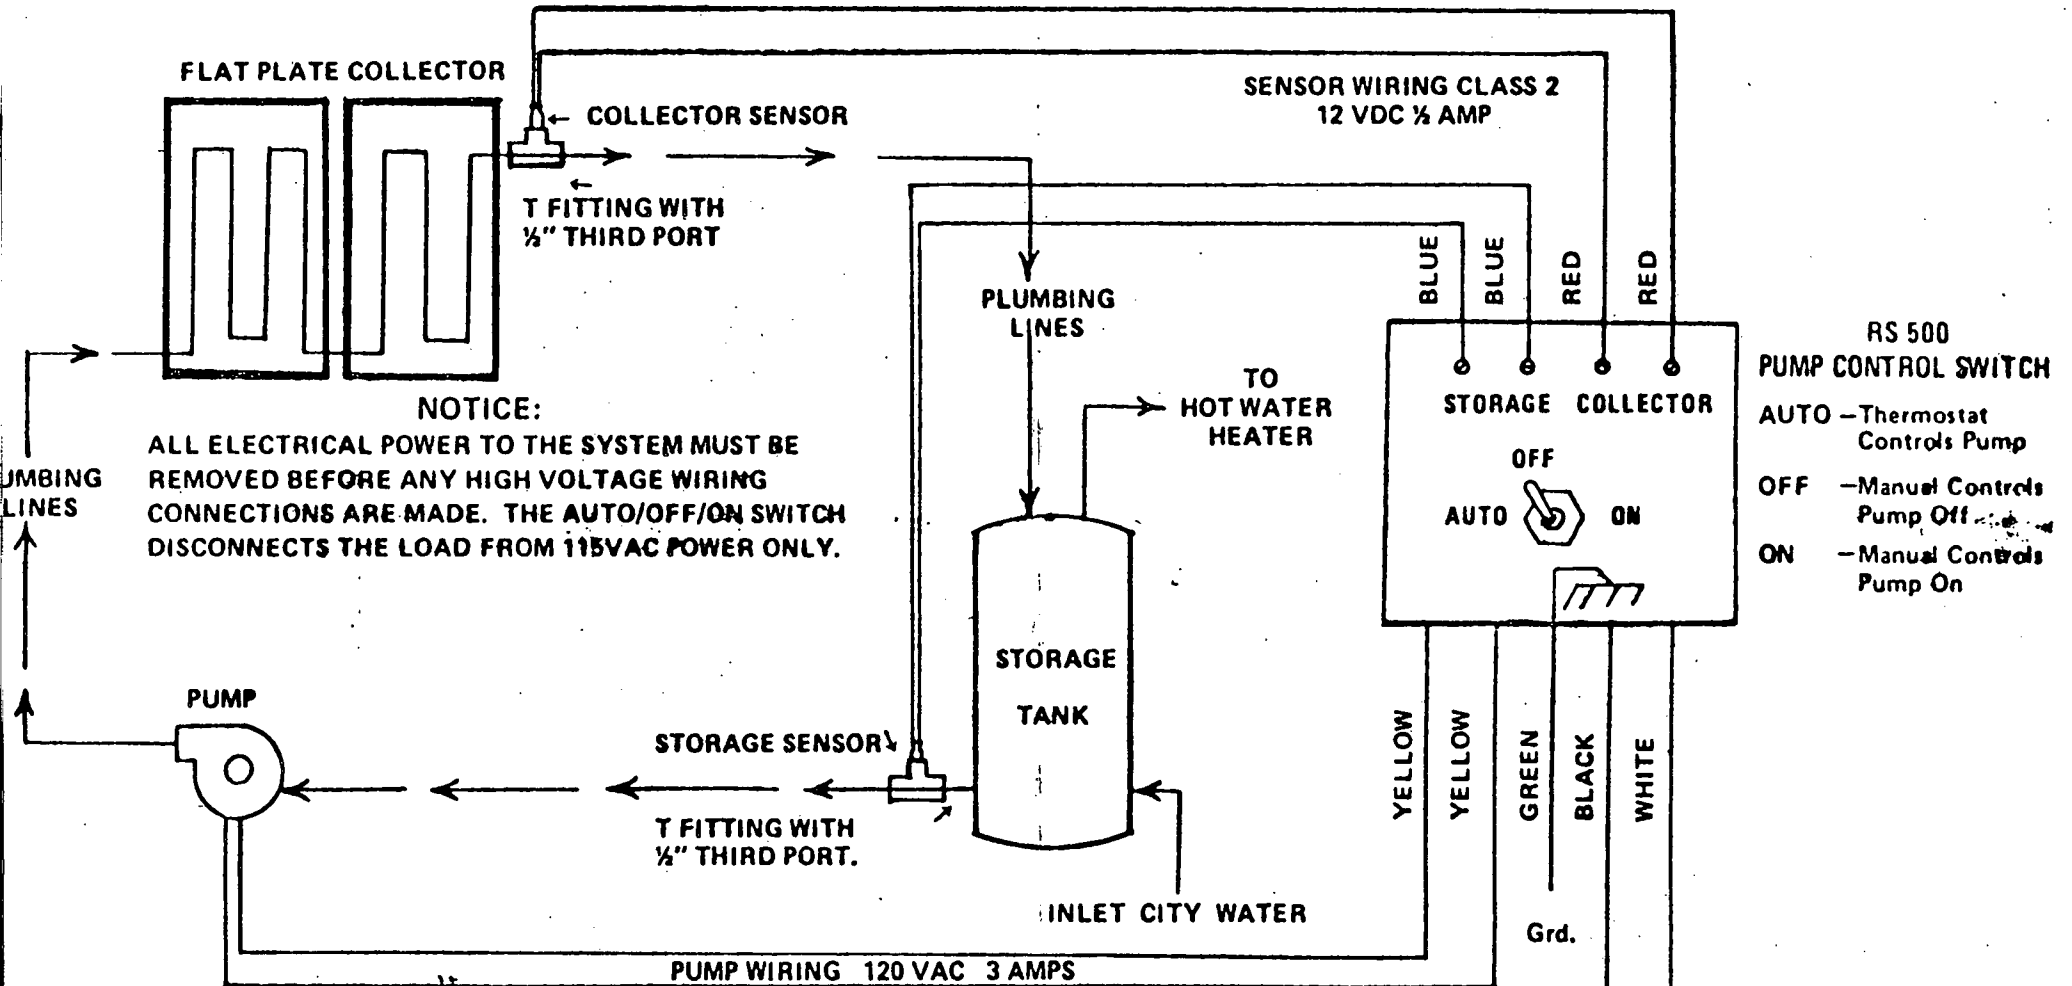 FLAT PLATE COLLECTOR
COLLECTOR SENSOR
SENSOR WIRING CLASS 2
12 VDC ½ AMP
T FITTING WITH
½" THIRD PORT
BLUE
BLUE
RED
RED
PLUMBING
LINES
RS 500
PUMP CONTROL SWITCH
TO
HOT WATER
HEATER
STORAGE COLLECTOR
AUTO –Thermostat
Controls Pump
OFF –Manual Controls
Pump Off
ON –Manual Controls
Pump On
OFF
AUTO
ON
NOTICE:
ALL ELECTRICAL POWER TO THE SYSTEM MUST BE
REMOVED BEFORE ANY HIGH VOLTAGE WIRING
CONNECTIONS ARE MADE. THE AUTO/OFF/ON SWITCH
DISCONNECTS THE LOAD FROM 115VAC POWER ONLY.
UMBING
LINES
STORAGE
TANK
PUMP
STORAGE SENSOR
T FITTING WITH
½" THIRD PORT.
YELLOW
YELLOW
GREEN
BLACK
WHITE
INLET CITY WATER
Grd.
PUMP WIRING 120 VAC 3 AMPS